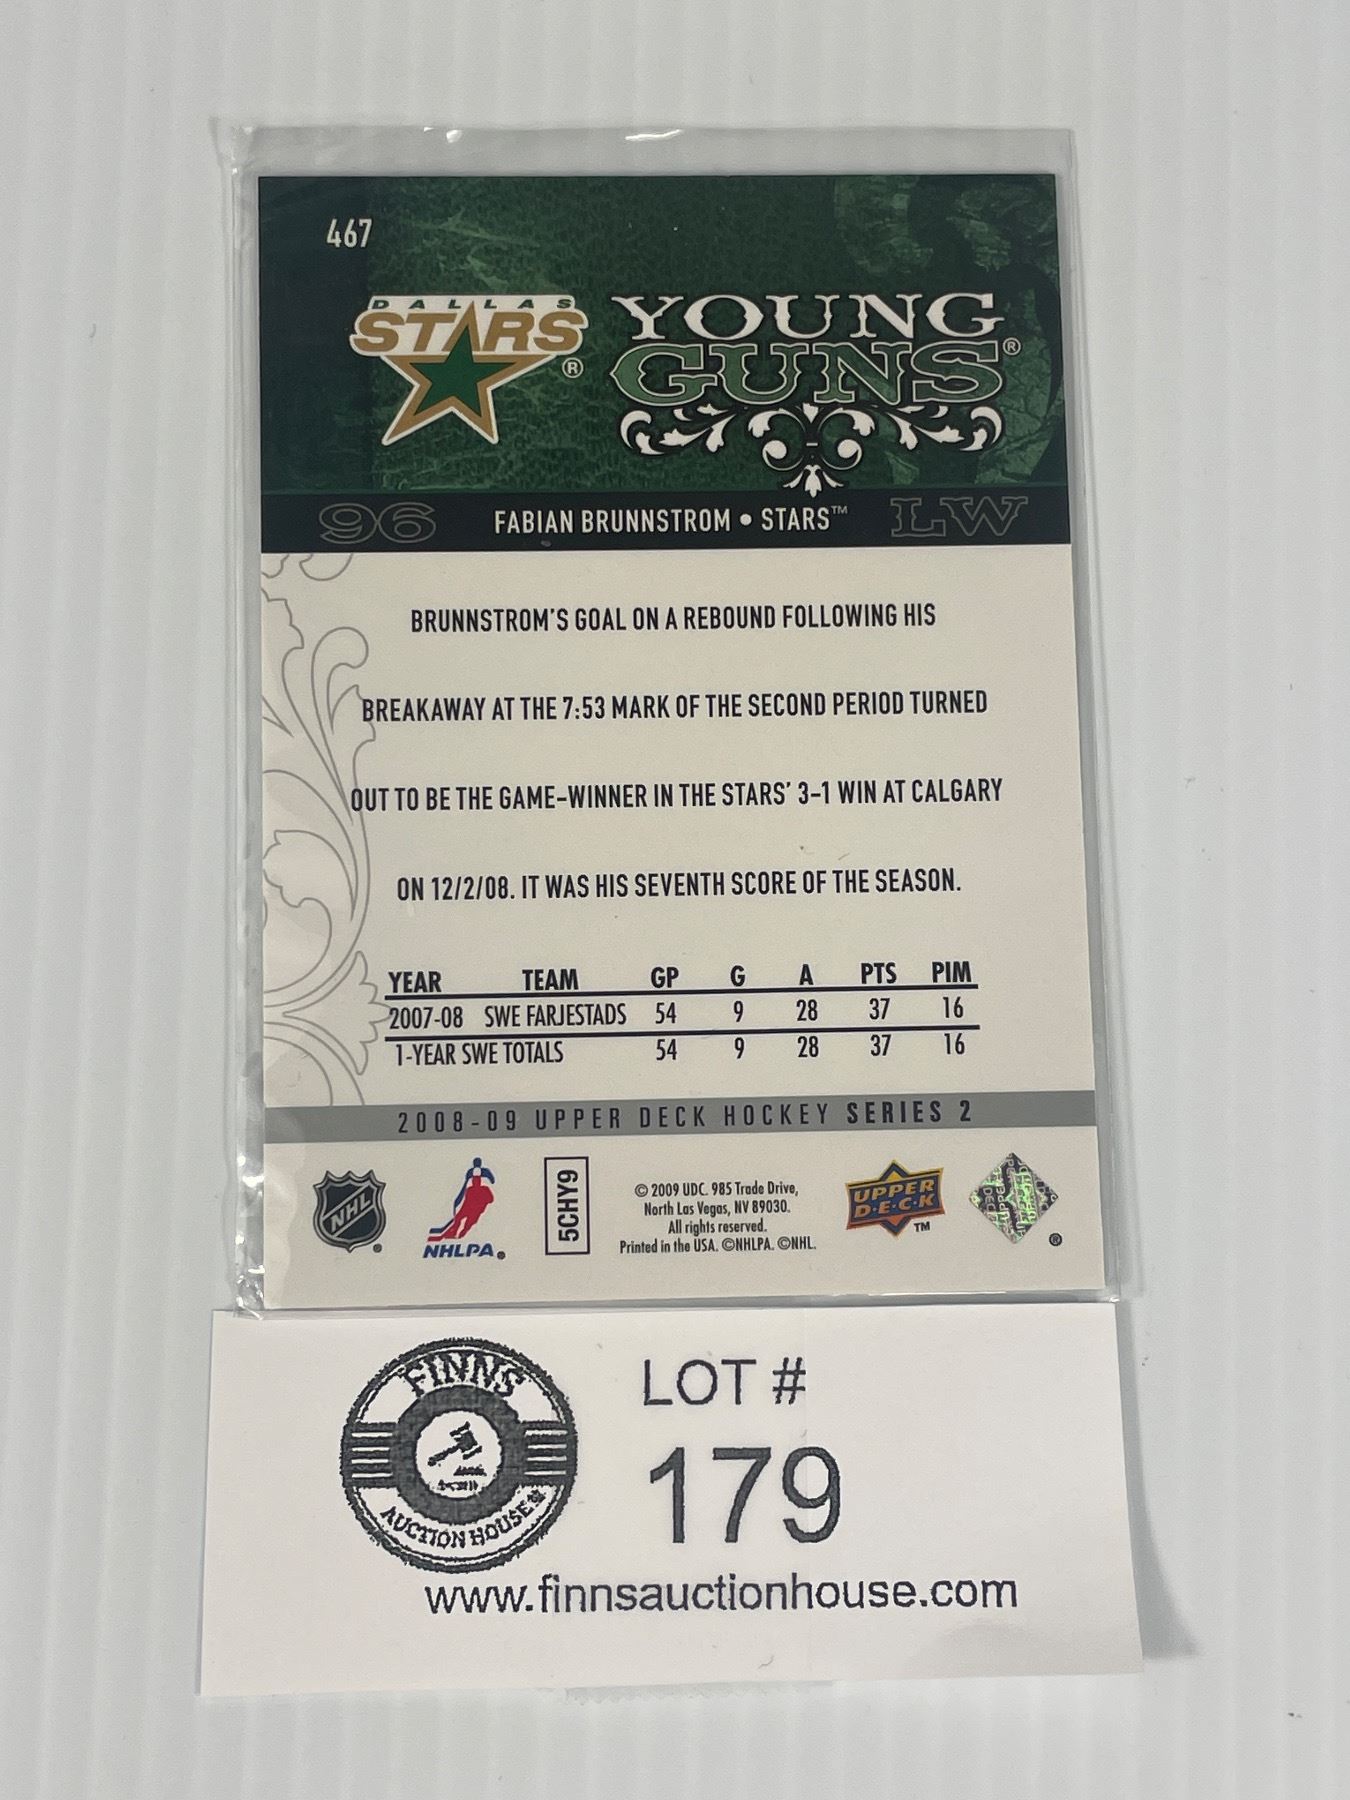 467
DALLAS
STARS®
YOUNG
GUNS®
96 FABIAN BRUNNSTROM • STARS™ LW
BRUNNSTROM'S GOAL ON A REBOUND FOLLOWING HIS
BREAKAWAY AT THE 7:53 MARK OF THE SECOND PERIOD TURNED
OUT TO BE THE GAME-WINNER IN THE STARS' 3-1 WIN AT CALGARY
ON 12/2/08. IT WAS HIS SEVENTH SCORE OF THE SEASON.
YEAR TEAM GP G A PTS PIM
2007-08 SWE FARJESTADS 54 9 28 37 16
1-YEAR SWE TOTALS 54 9 28 37 16
2008-09 UPPER DECK HOCKEY SERIES 2
NHL®
NHLPA®
5CHY9
© 2009 UDC. 985 Trade Drive,
North Las Vegas, NV 89030.
All rights reserved.
Printed in the USA. ©NHLPA. ©NHL.
UPPER
D•E•C•K™
®
FINNS
AUCTION HOUSE
LOT #
179
www.finnsauctionhouse.com